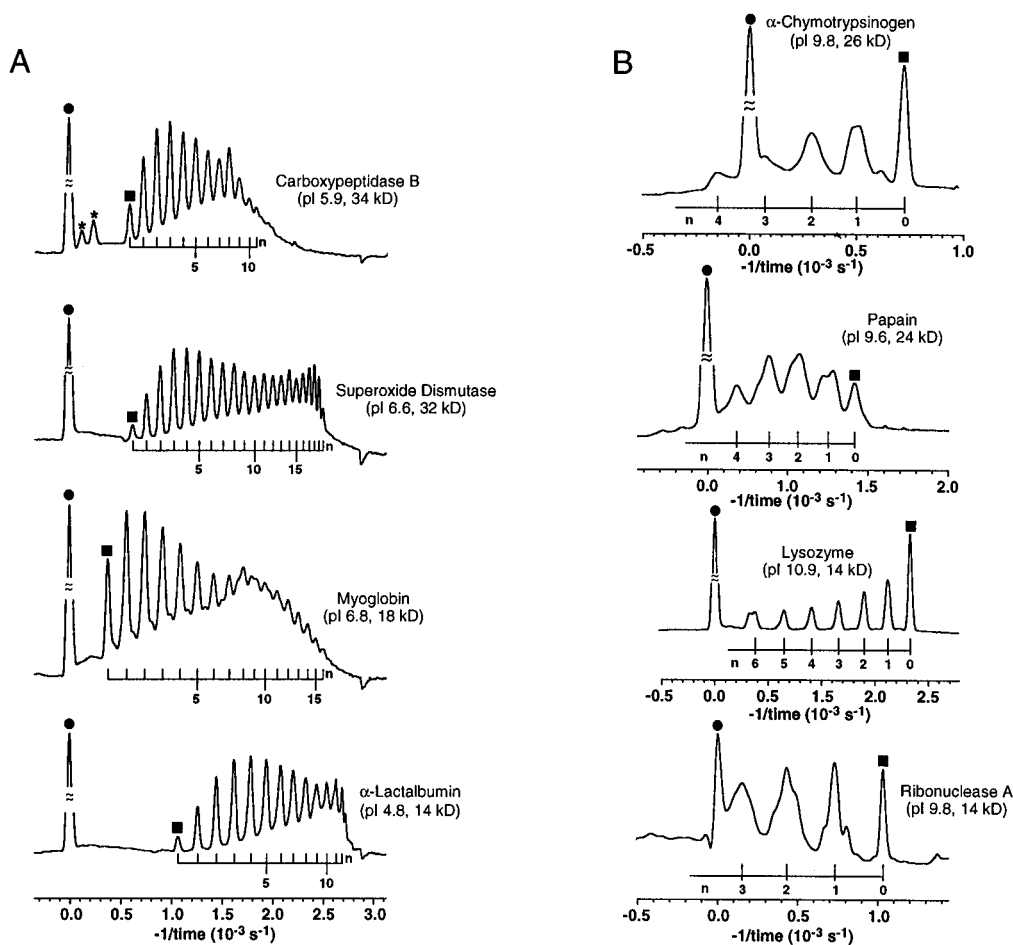 A
Carboxypeptidase B
(pI 5.9, 34 kD)
* *
n
5 10
Superoxide Dismutase
(pI 6.6, 32 kD)
n
5 10 15
Myoglobin
(pI 6.8, 18 kD)
n
5 10 15
α-Lactalbumin
(pI 4.8, 14 kD)
n
5 10
0.0 0.5 1.0 1.5 2.0 2.5 3.0
-1/time (10⁻³ s⁻¹)
B
α-Chymotrypsinogen
(pI 9.8, 26 kD)
n 4 3 2 1 0
-0.5 0.0 0.5 1.0
-1/time (10⁻³ s⁻¹)
Papain
(pI 9.6, 24 kD)
n 4 3 2 1 0
0.0 1.0 2.0
-1/time (10⁻³ s⁻¹)
Lysozyme
(pI 10.9, 14 kD)
n 6 5 4 3 2 1 0
-0.5 0.0 0.5 1.0 1.5 2.0 2.5
-1/time (10⁻³ s⁻¹)
Ribonuclease A
(pI 9.8, 14 kD)
n 3 2 1 0
-0.5 0.0 0.5 1.0
-1/time (10⁻³ s⁻¹)